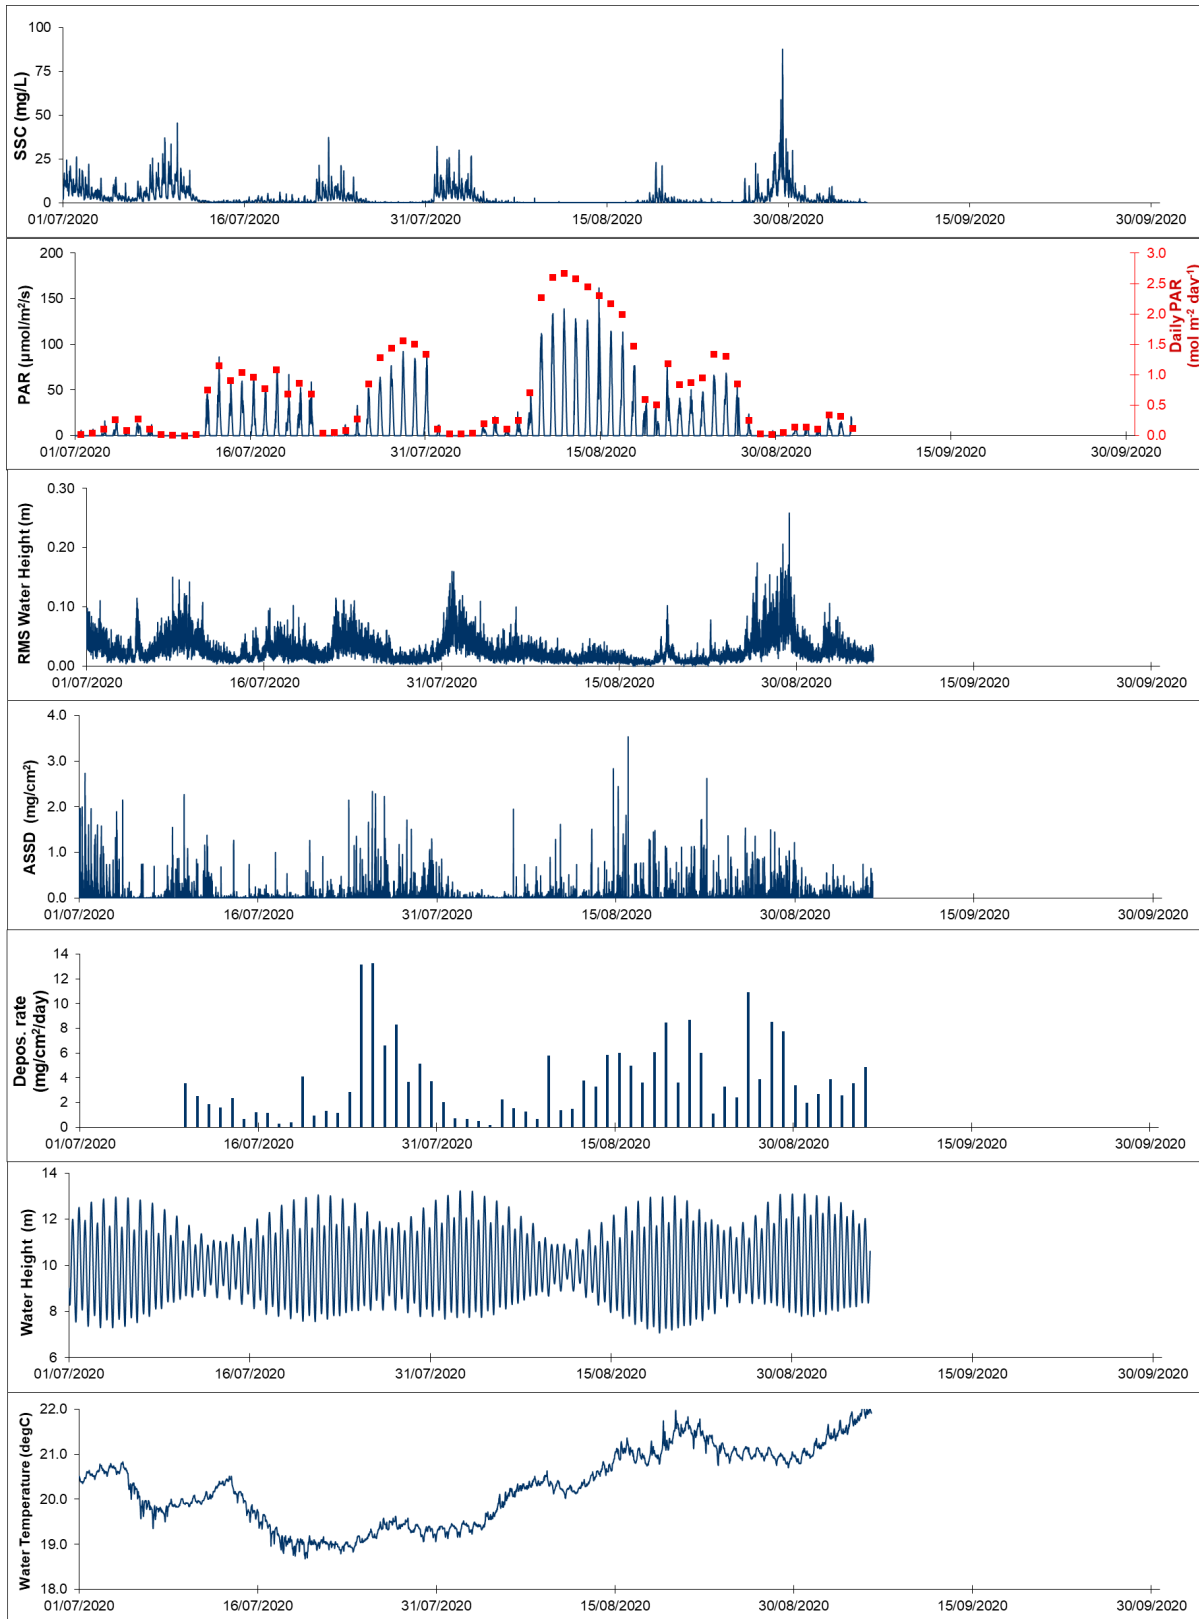 100
75
50
25
0
SSC (mg/L)
01/07/2020 16/07/2020 31/07/2020 15/08/2020 30/08/2020 15/09/2020 30/09/2020
200
150
100
50
0
PAR (µmol/m²/s)
3.0
2.5
2.0
1.5
1.0
0.5
0.0
Daily PAR
(mol m⁻² day⁻¹)
01/07/2020 16/07/2020 31/07/2020 15/08/2020 30/08/2020 15/09/2020 30/09/2020
0.30
0.20
0.10
0.00
RMS Water Height (m)
01/07/2020 16/07/2020 31/07/2020 15/08/2020 30/08/2020 15/09/2020 30/09/2020
4.0
3.0
2.0
1.0
0.0
ASSD (mg/cm²)
01/07/2020 16/07/2020 31/07/2020 15/08/2020 30/08/2020 15/09/2020 30/09/2020
14
12
10
8
6
4
2
0
Depos. rate
(mg/cm²/day)
01/07/2020 16/07/2020 31/07/2020 15/08/2020 30/08/2020 15/09/2020 30/09/2020
14
12
10
8
6
Water Height (m)
01/07/2020 16/07/2020 31/07/2020 15/08/2020 30/08/2020 15/09/2020 30/09/2020
22.0
21.0
20.0
19.0
18.0
Water Temperature (degC)
01/07/2020 16/07/2020 31/07/2020 15/08/2020 30/08/2020 15/09/2020 30/09/2020